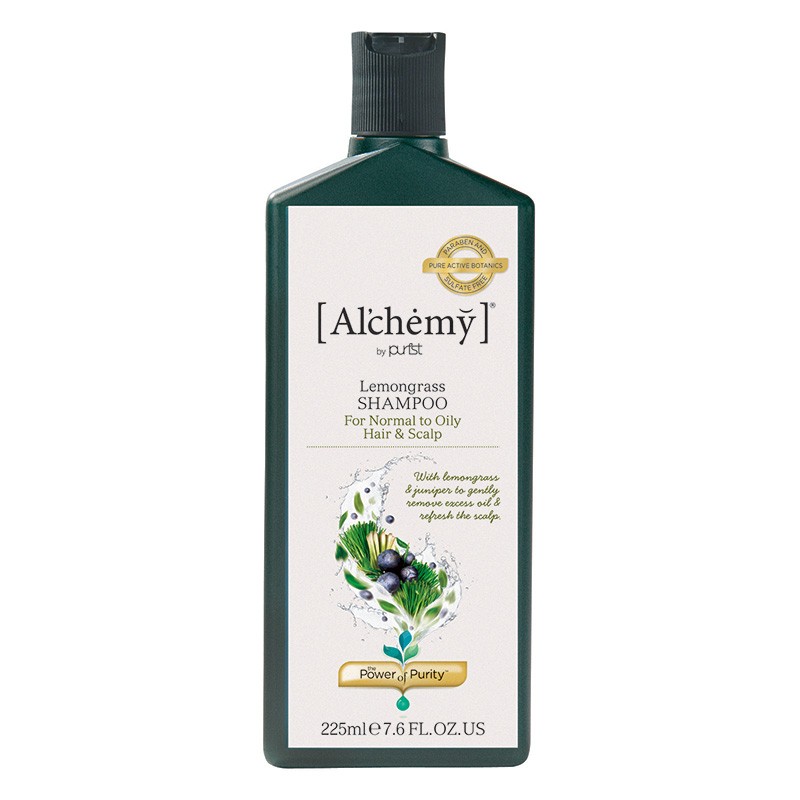 PARABEN AND
PURE ACTIVE BOTANICS
SULFATE FREE
[Al'chėmy̆]®
by purist
Lemongrass
SHAMPOO
For Normal to Oily
Hair & Scalp
With lemongrass
& juniper to gently
remove excess oil &
refresh the scalp.
the
Power of Purity™
225ml ℮ 7.6 FL.OZ.US